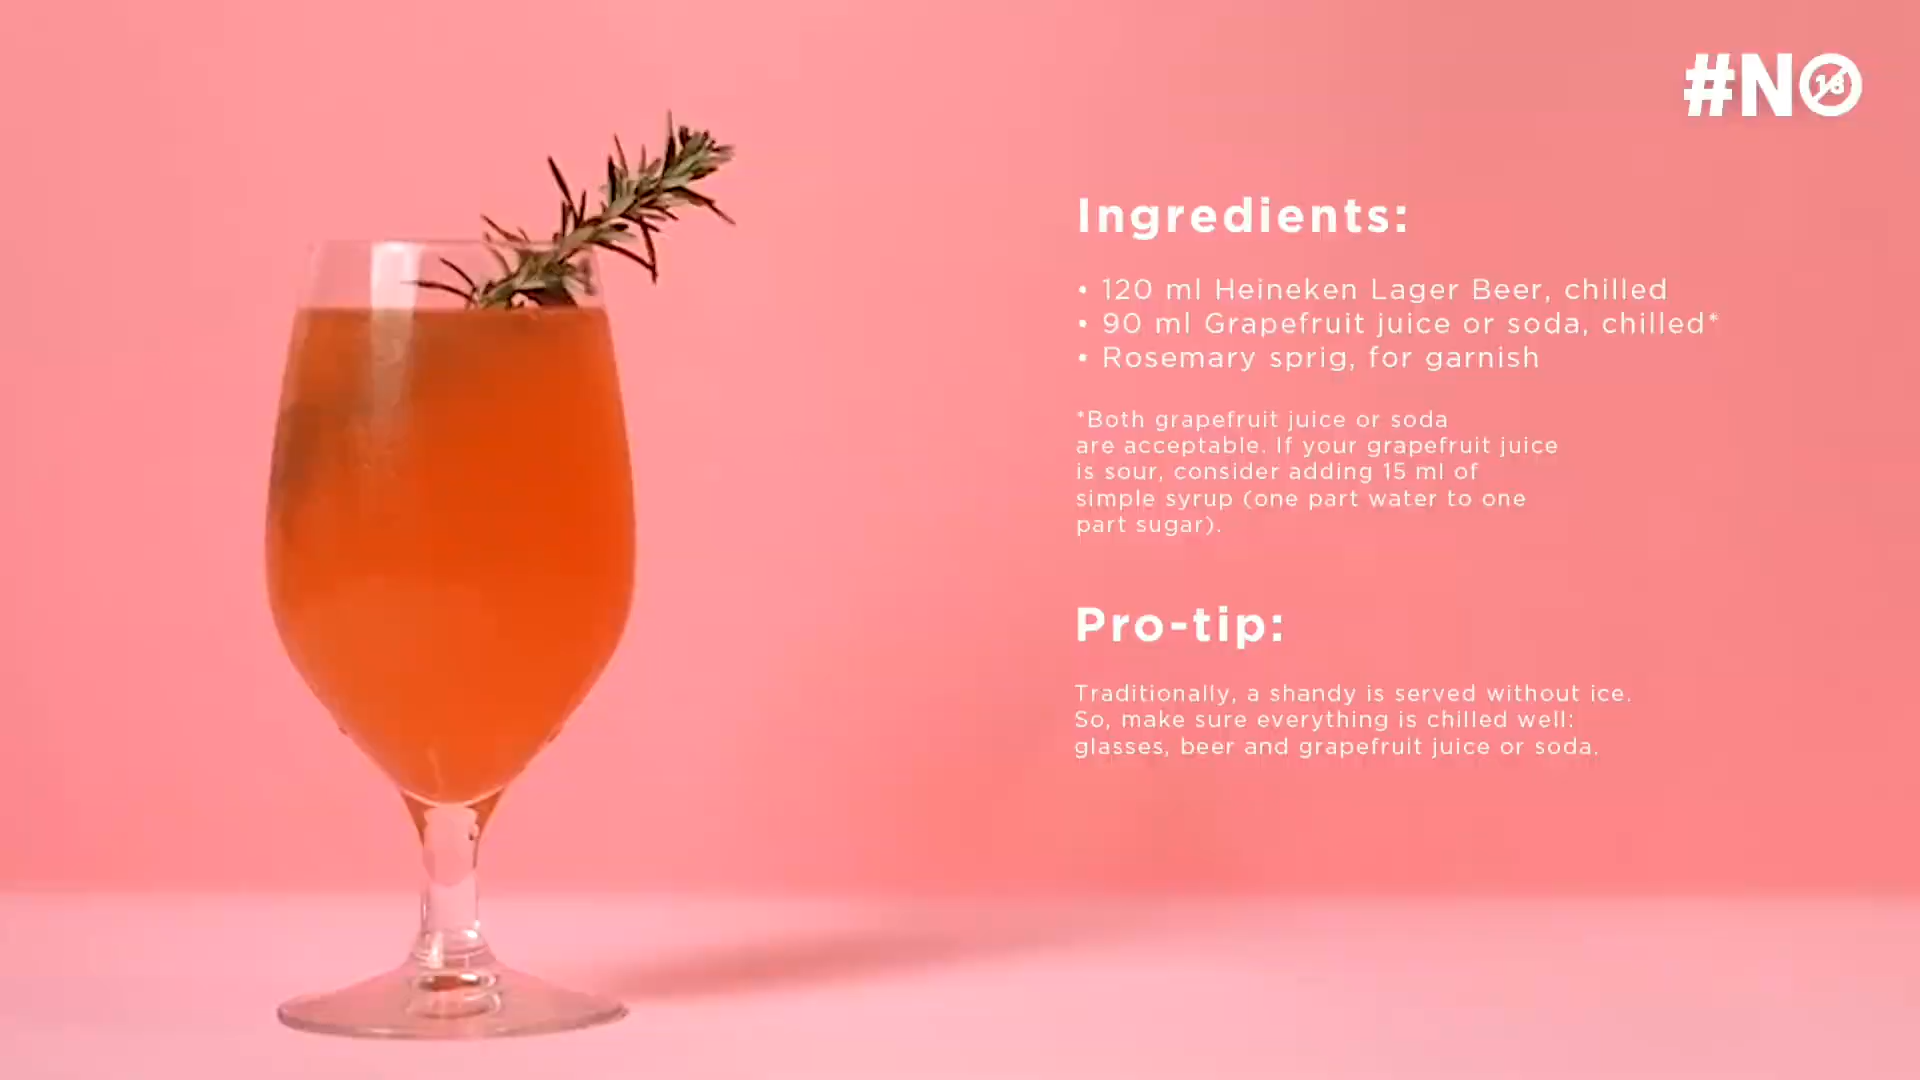 #NO
18
Ingredients:
• 120 ml Heineken Lager Beer, chilled
• 90 ml Grapefruit juice or soda, chilled*
• Rosemary sprig, for garnish
*Both grapefruit juice or soda
are acceptable. If your grapefruit juice
is sour, consider adding 15 ml of
simple syrup (one part water to one
part sugar).
Pro-tip:
Traditionally, a shandy is served without ice.
So, make sure everything is chilled well:
glasses, beer and grapefruit juice or soda.